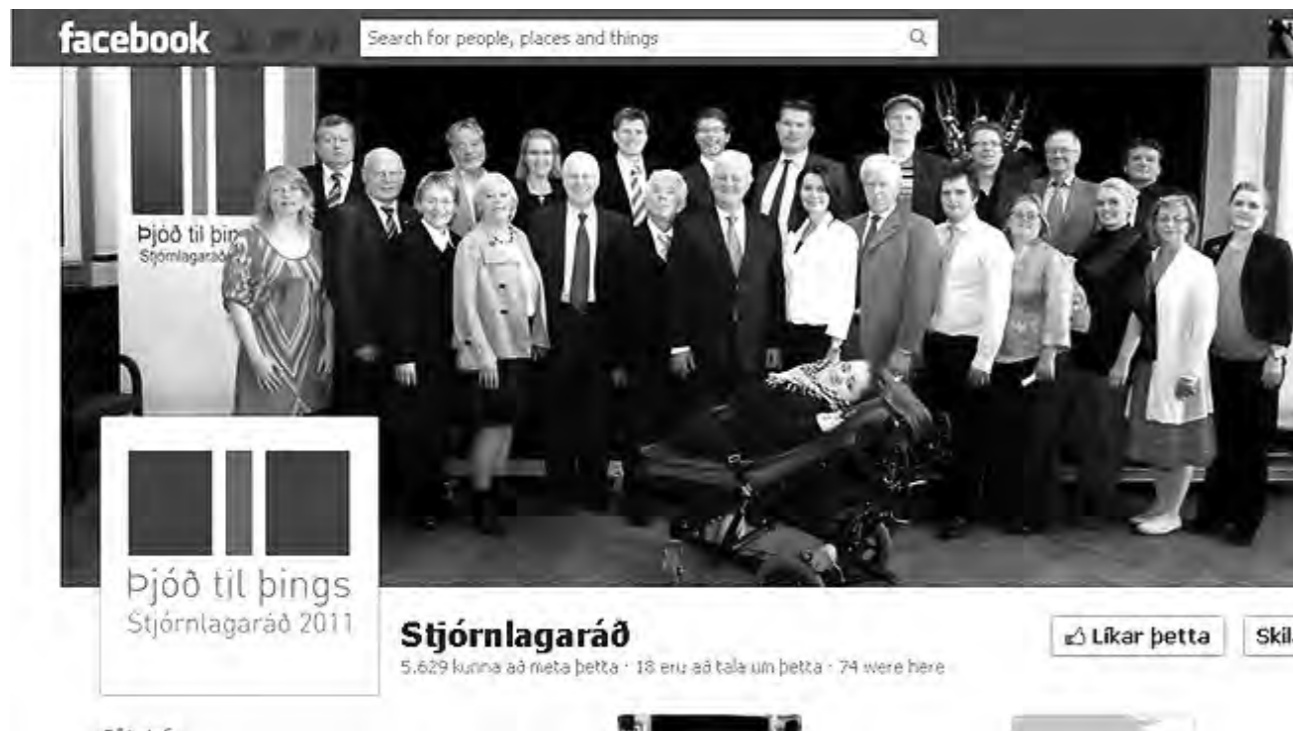 facebook
Search for people, places and things
Þjóð til þin
Stjórnlagaráð
Þjóð til þings
Stjórnlagaráð 2011
Stjórnlagaráð
Líkar þetta
Skil
5.629 kunna að meta þetta · 18 eru að tala um þetta · 74 were here